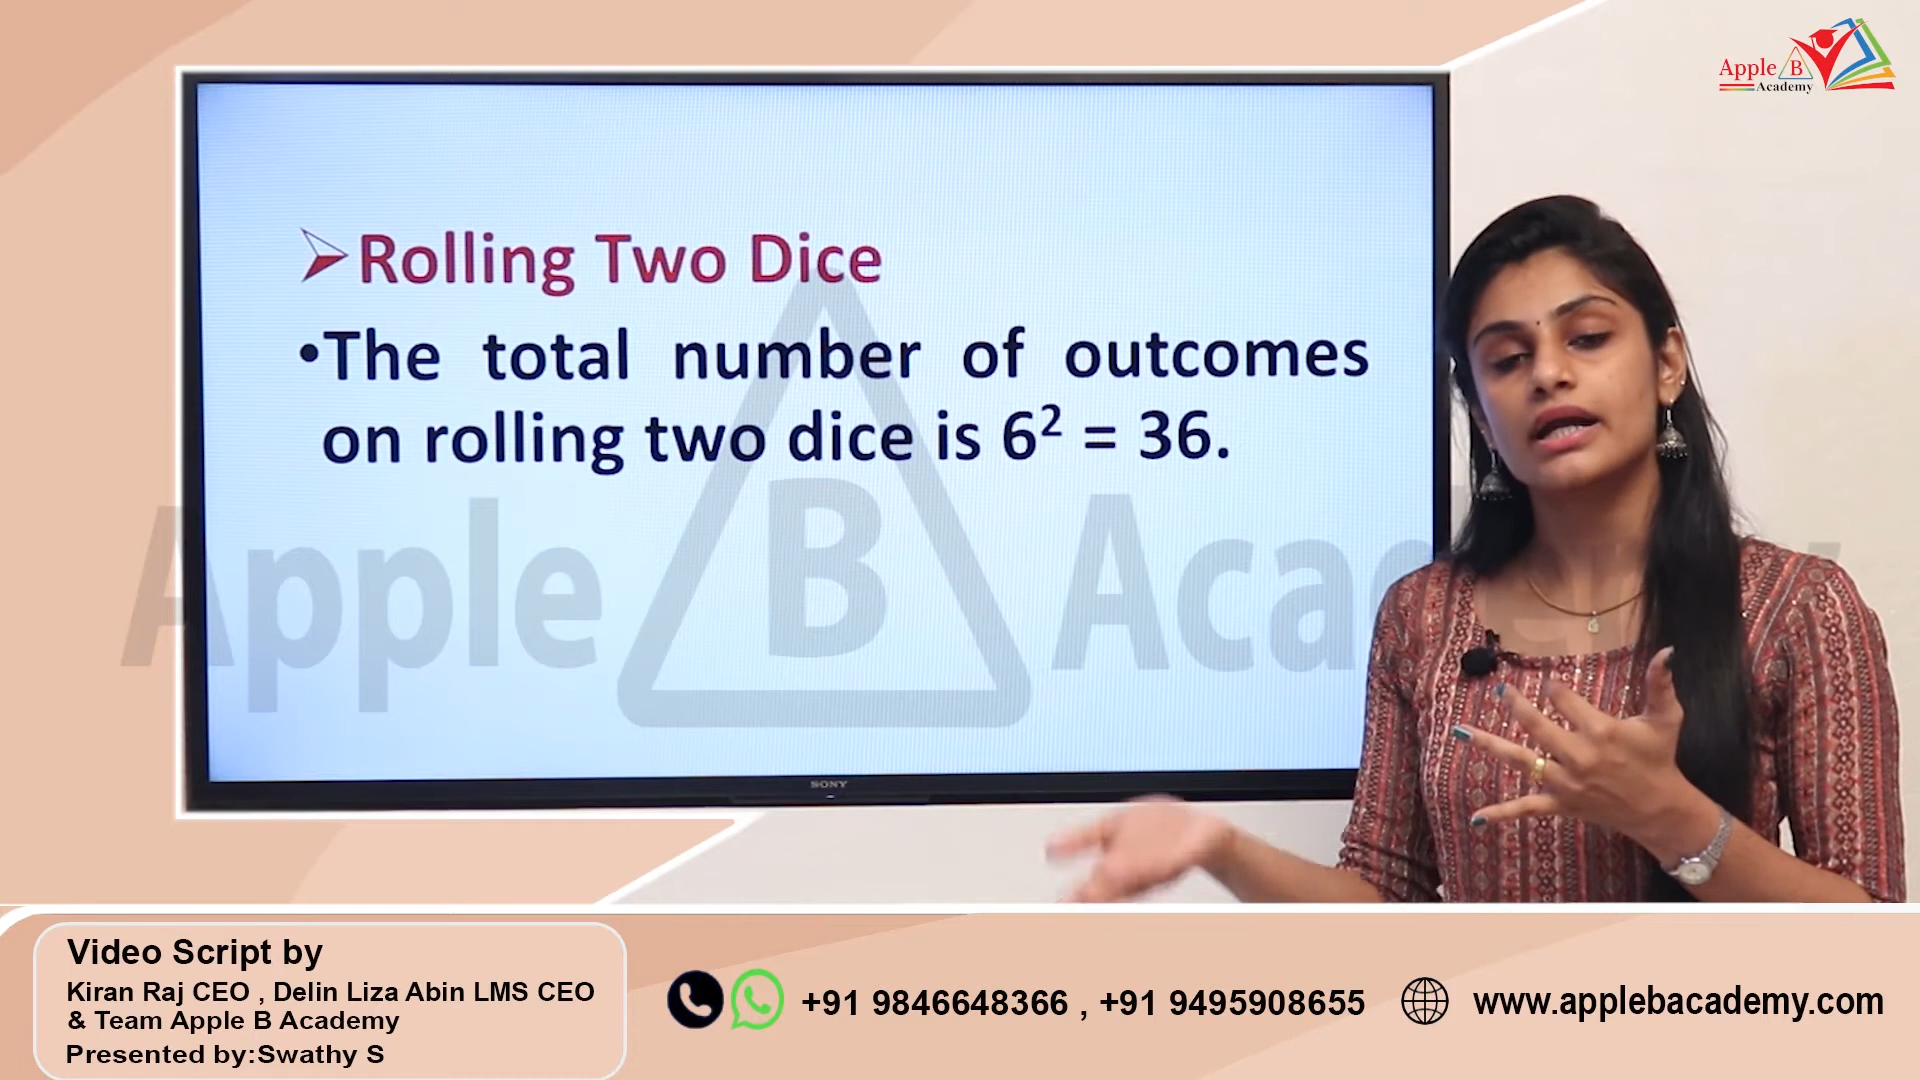 Apple B
Academy
➢Rolling Two Dice
•The total number of outcomes
on rolling two dice is 6² = 36.
Apple B Academy
SONY
Video Script by
Kiran Raj CEO , Delin Liza Abin LMS CEO
& Team Apple B Academy
Presented by:Swathy S
+91 9846648366 , +91 9495908655
www.applebacademy.com